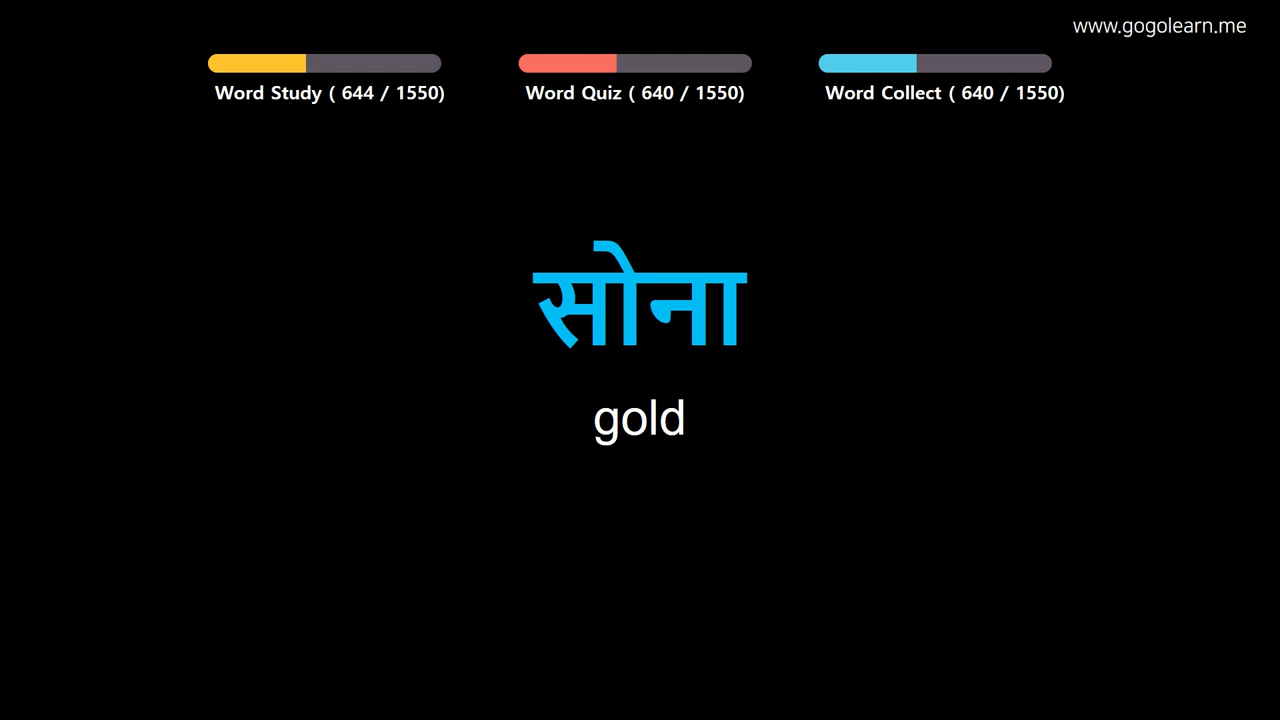 www.gogolearn.me
Word Study ( 644 / 1550)
Word Quiz ( 640 / 1550)
Word Collect ( 640 / 1550)
सोना
gold